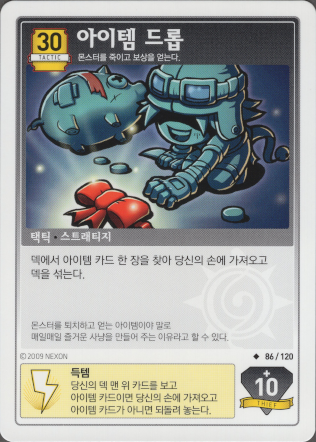 30
TACTIC
아이템 드롭
몬스터를 죽이고 보상을 얻는다.
택틱 · 스트래티지
덱에서 아이템 카드 한 장을 찾아 당신의 손에 가져오고
덱을 섞는다.
몬스터를 퇴치하고 얻는 아이템이야 말로
매일매일 즐거운 사냥을 만들어 주는 이유라고 할 수 있다.
© 2009 NEXON
◆ 86 / 120
득템
당신의 덱 맨 위 카드를 보고
아이템 카드이면 당신의 손에 가져오고
아이템 카드가 아니면 되돌려 놓는다.
+
10
THIEF